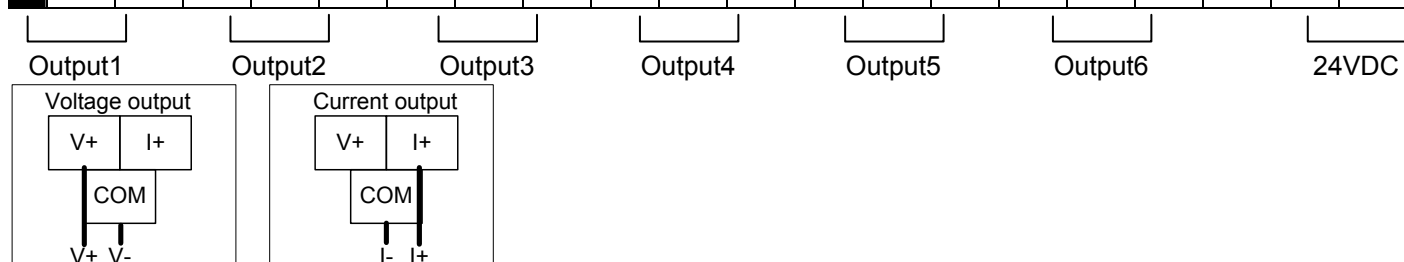 Output1 Output2 Output3 Output4 Output5 Output6 24VDC
Voltage output Current output
V+ I+ V+ I+
COM COM
V+ V- I- I+